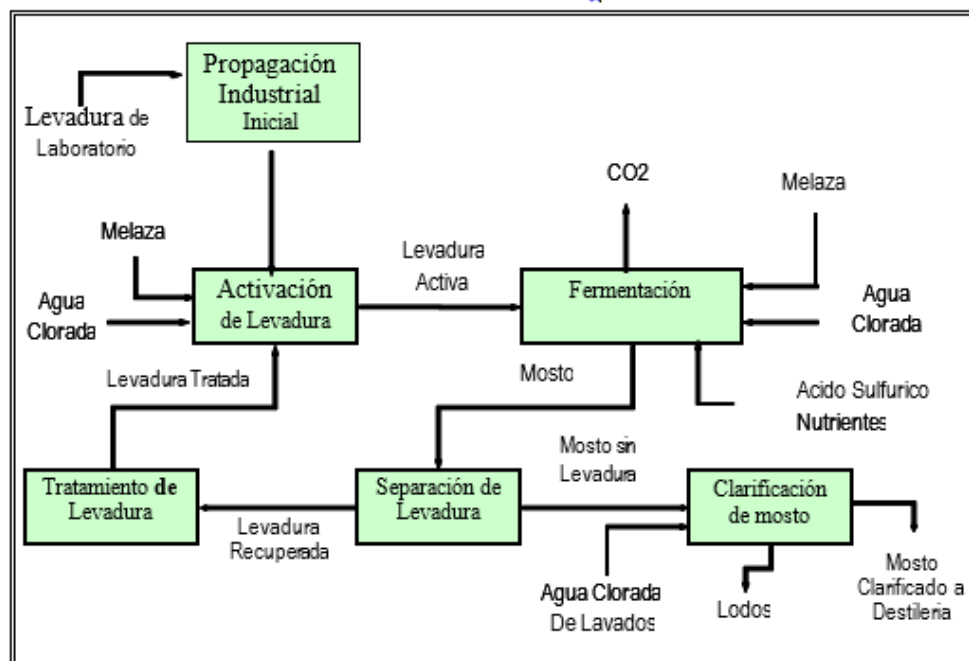 Propagación
Industrial
Inicial
Levadura de
Laboratorio
CO2
Melaza
Melaza
Levadura
Activa
Activación
de Levadura
Fermentación
Agua
Clorada
Agua
Clorada
Levadura Tratada
Mosto
Acido Sulfurico
Nutrientes
Mosto sin
Levadura
Tratamiento de
Levadura
Separación de
Levadura
Clarificación
de mosto
Levadura
Recuperada
Agua Clorada
De Lavados
Lodos
Mosto
Clarificado a
Destileria